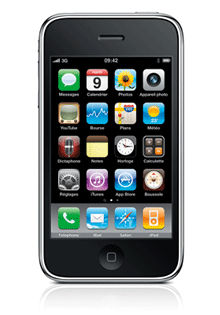 3G 09:42
Messages Calendrier Photos Appareil photo
9
YouTube Bourse Plans Météo
Dictaphone Notes Horloge Calculette
Réglages iTunes App Store Boussole
Téléphone Mail Safari iPod